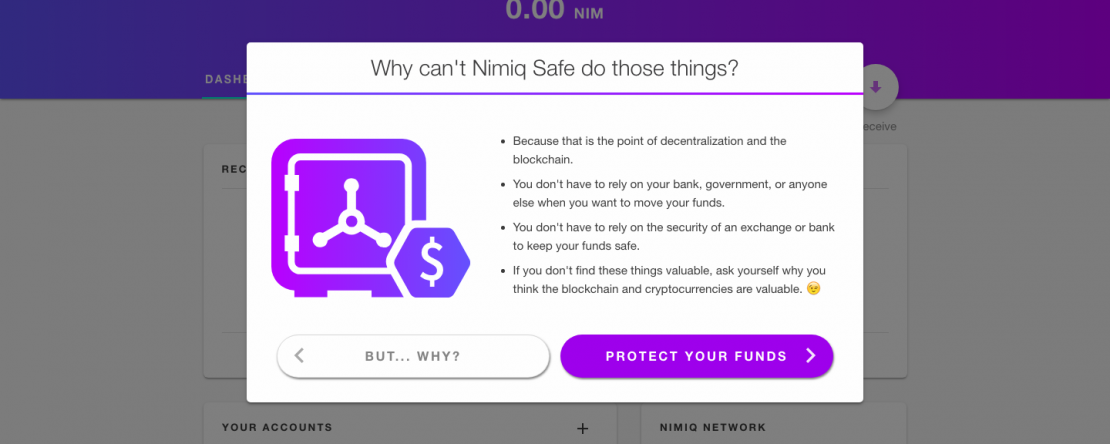 0.00 NIM
Why can't Nimiq Safe do those things?
DASHE
eceive
REC
• Because that is the point of decentralization and the
blockchain.
• You don't have to rely on your bank, government, or anyone
else when you want to move your funds.
• You don't have to rely on the security of an exchange or bank
to keep your funds safe.
• If you don't find these things valuable, ask yourself why you
think the blockchain and cryptocurrencies are valuable. 😉
$
BUT... WHY?
PROTECT YOUR FUNDS
YOUR ACCOUNTS +
NIMIQ NETWORK